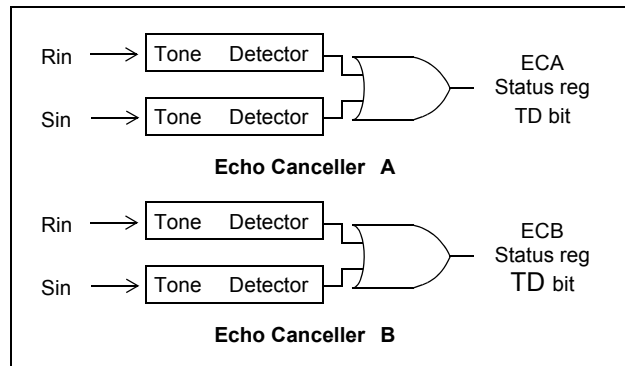 Rin
Tone Detector
Sin
Tone Detector
ECA
Status reg
TD bit
Echo Canceller A
Rin
Tone Detector
Sin
Tone Detector
ECB
Status reg
TD bit
Echo Canceller B